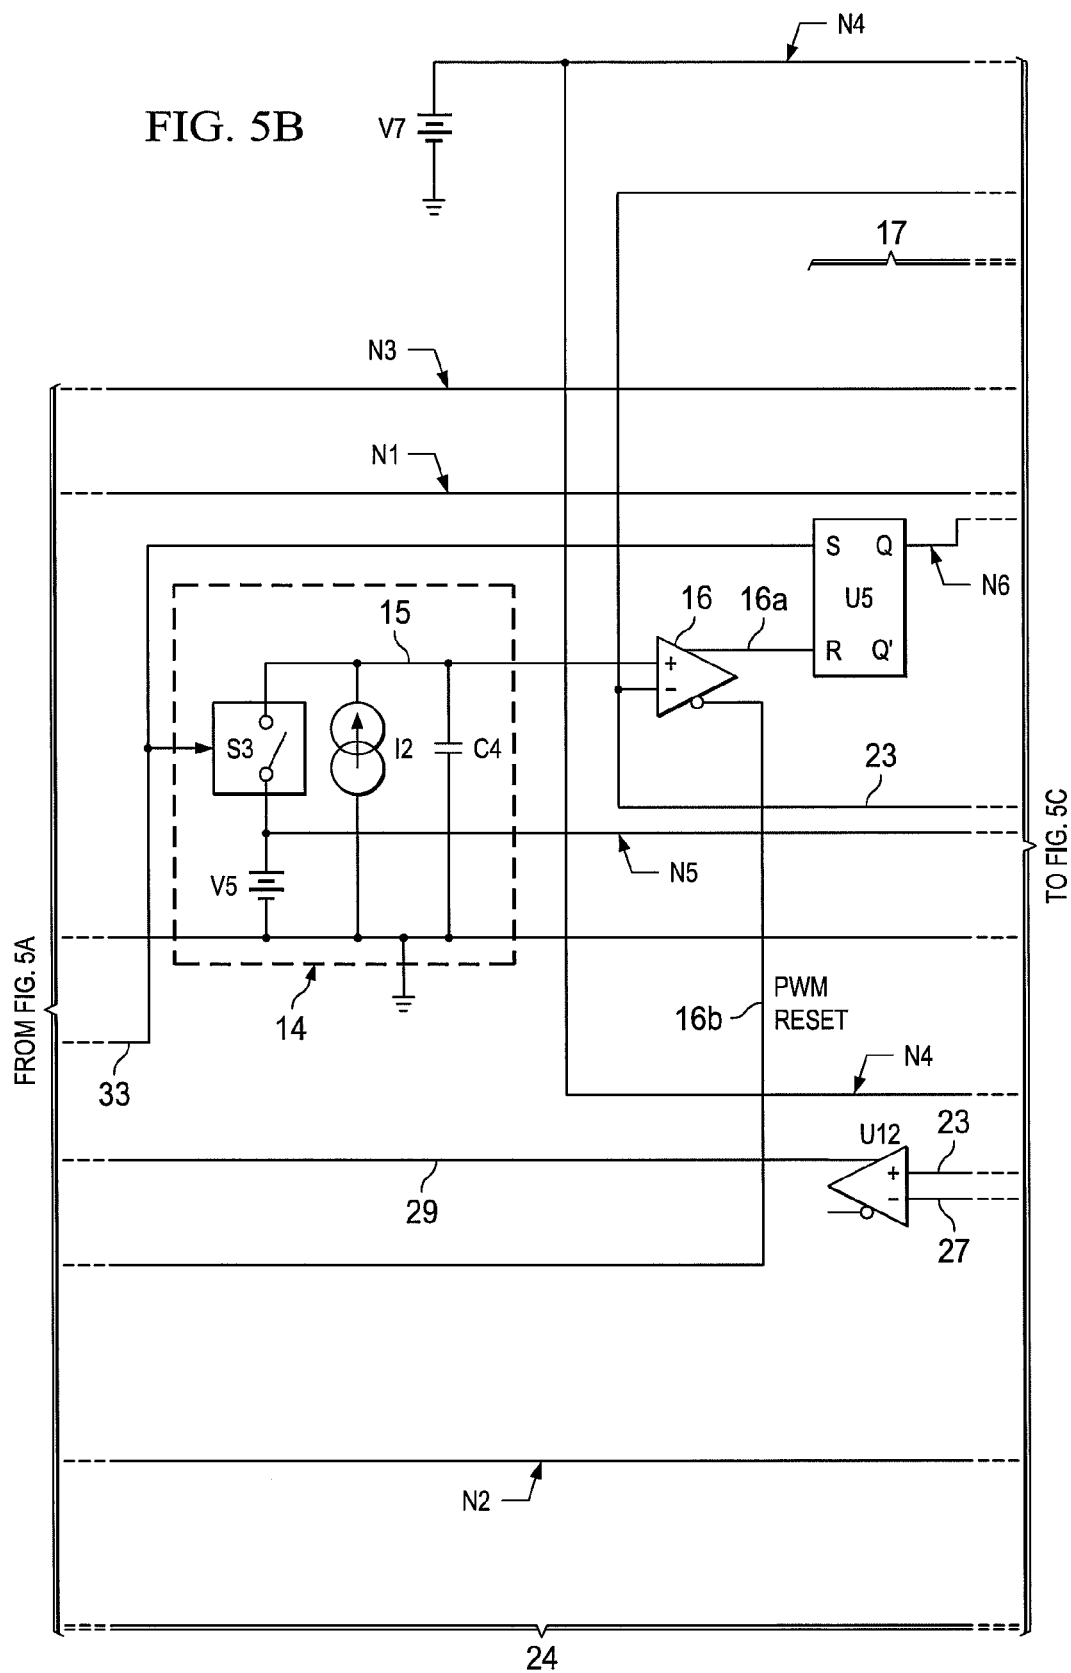 N4
FIG. 5B
V7
17
N3
N1
S Q
N6
U5
R Q'
16
16a
15
+
−
S3
I2
C4
23
N5
V5
TO FIG. 5C
FROM FIG. 5A
14
16b
PWM
RESET
33
N4
U12
23
+
−
29
27
N2
24